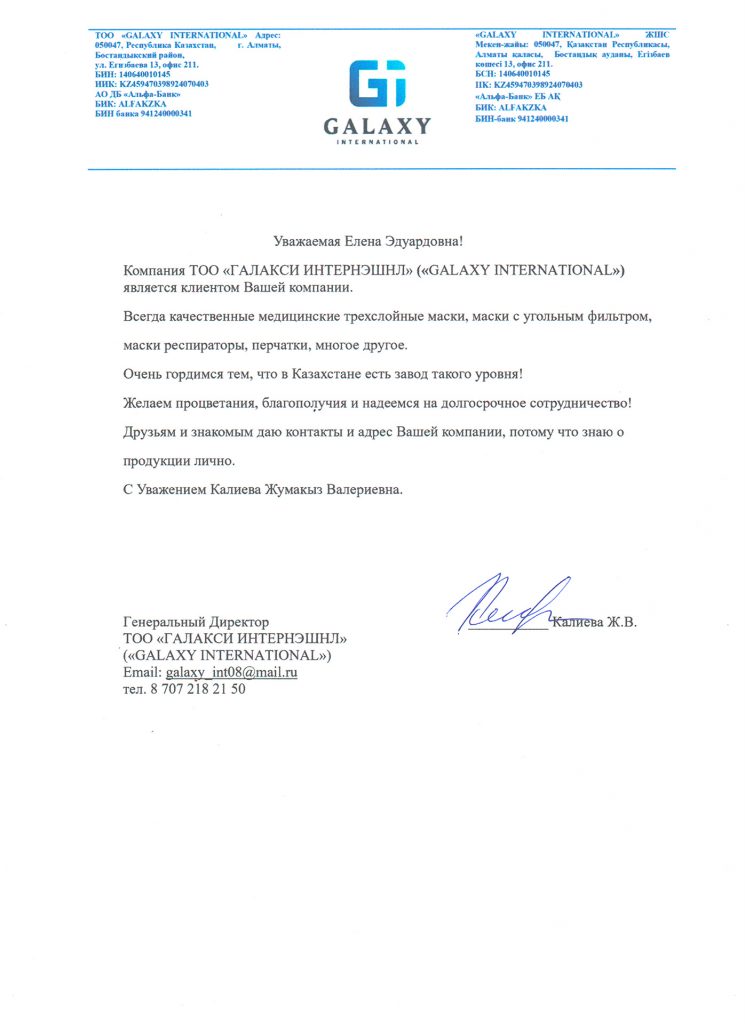 ТОО «GALAXY INTERNATIONAL» Адрес:
050047, Республика Казахстан, г. Алматы,
Бостандыкский район,
ул. Егизбаева 13, офис 211.
БИН: 140640010145
ИИК: KZ459470398924070403
АО ДБ «Альфа-Банк»
БИК: ALFAKZKA
БИН банка 941240000341
GALAXY
INTERNATIONAL
«GALAXY INTERNATIONAL» ЖШС
Мекен-жайы: 050047, Қазақстан Республикасы,
Алматы қаласы, Бостандық ауданы, Егізбаев
көшесі 13, офис 211.
БСН: 140640010145
ЦК: KZ459470398924070403
«Альфа-Банк» ЕБ АҚ
БИК: ALFAKZKA
БИН-банк 941240000341
Уважаемая Елена Эдуардовна!
Компания ТОО «ГАЛАКСИ ИНТЕРНЭШНЛ» («GALAXY INTERNATIONAL»)
является клиентом Вашей компании.
Всегда качественные медицинские трехслойные маски, маски с угольным фильтром,
маски респираторы, перчатки, многое другое.
Очень гордимся тем, что в Казахстане есть завод такого уровня!
Желаем процветания, благополучия и надеемся на долгосрочное сотрудничество!
Друзьям и знакомым даю контакты и адрес Вашей компании, потому что знаю о
продукции лично.
С Уважением Калиева Жумакыз Валериевна.
Генеральный Директор
ТОО «ГАЛАКСИ ИНТЕРНЭШНЛ»
(«GALAXY INTERNATIONAL»)
Email: galaxy_int08@mail.ru
тел. 8 707 218 21 50
Калиева Ж.В.